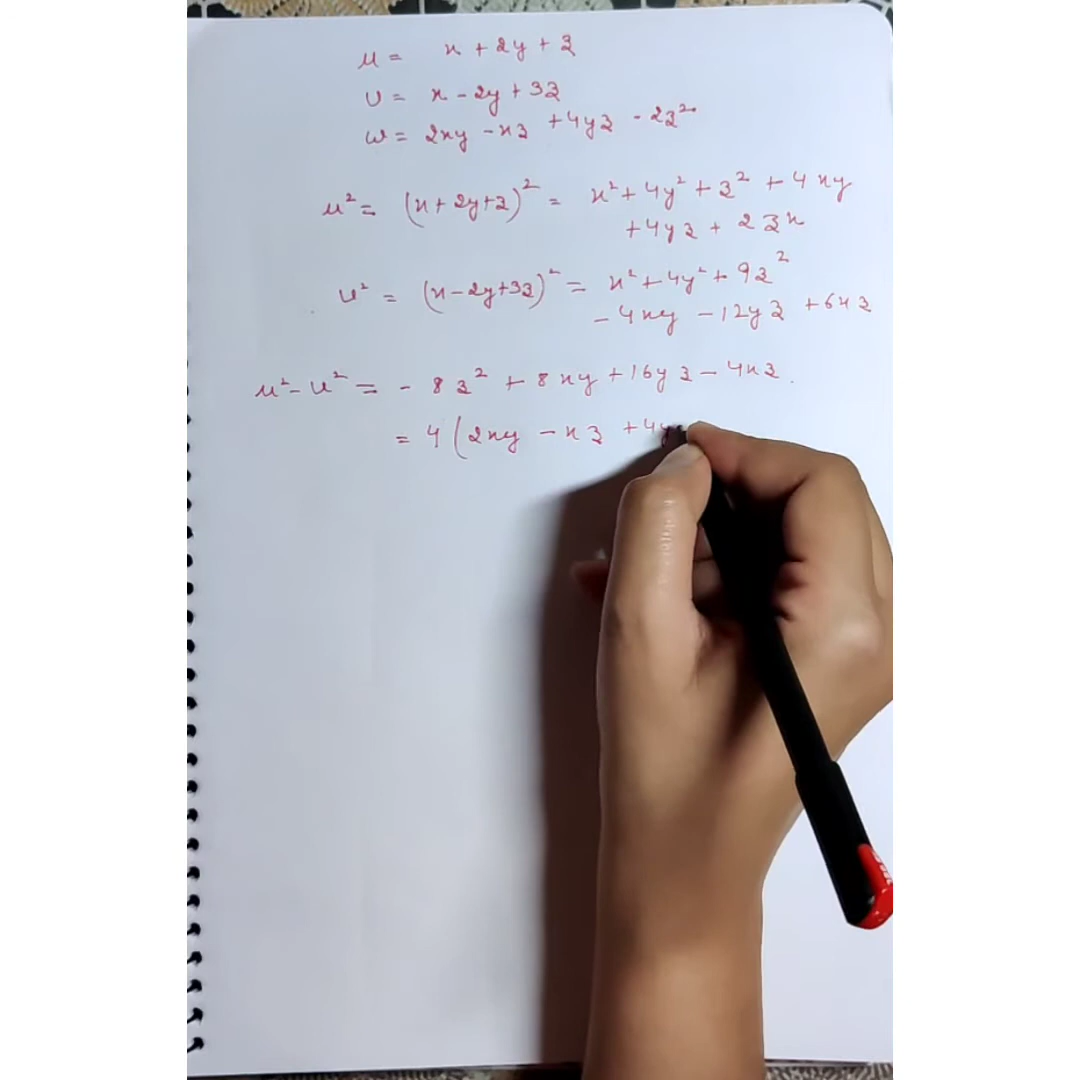 u = x + 2y + z
v = x - 2y + 3z
w = 2xy - xz + 4yz - 2z²
u² = (x + 2y + z)² = x² + 4y² + z² + 4xy
+ 4yz + 2zx
v² = (x - 2y + 3z)² = x² + 4y² + 9z²
- 4xy - 12yz + 6xz
u² - v² = - 8z² + 8xy + 16yz - 4xz.
= 4 (2xy - xz + 4y